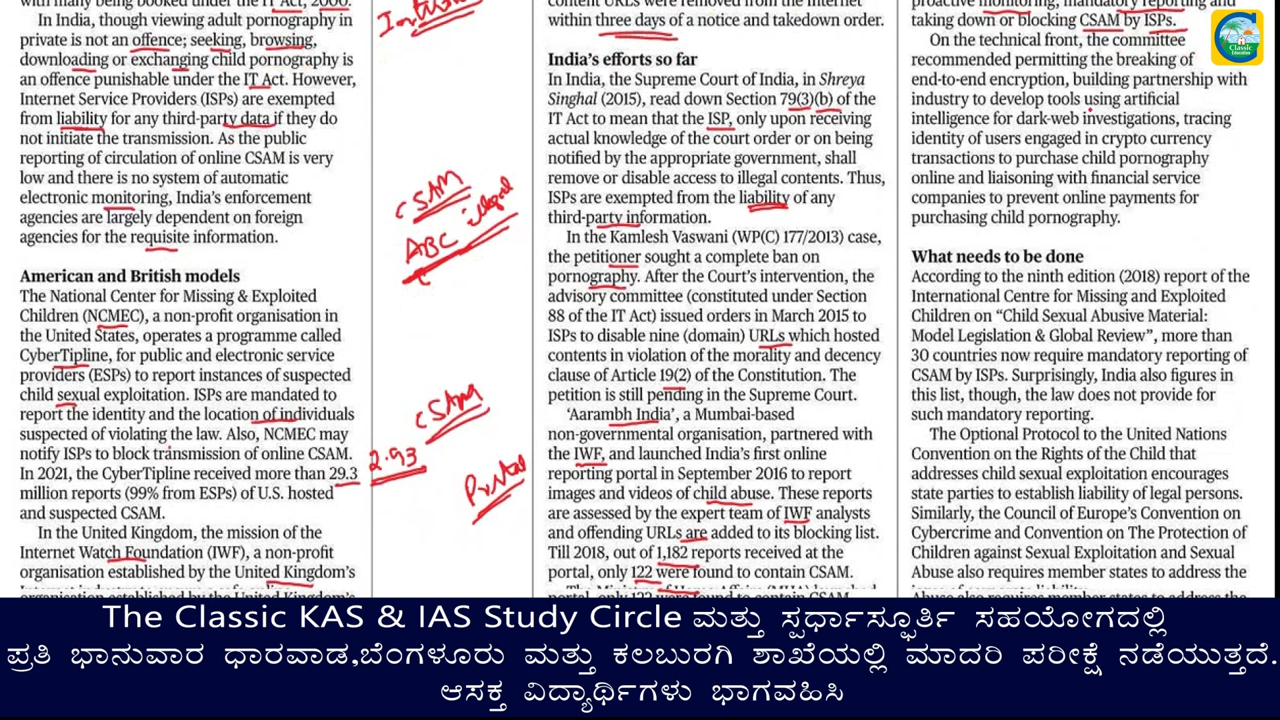 with many being booked under the IT Act, 2000.
In India, though viewing adult pornography in
private is not an offence; seeking, browsing,
downloading or exchanging child pornography is
an offence punishable under the IT Act. However,
Internet Service Providers (ISPs) are exempted
from liability for any third-party data if they do
not initiate the transmission. As the public
reporting of circulation of online CSAM is very
low and there is no system of automatic
electronic monitoring, India's enforcement
agencies are largely dependent on foreign
agencies for the requisite information.
American and British models
The National Center for Missing & Exploited
Children (NCMEC), a non-profit organisation in
the United States, operates a programme called
CyberTipline, for public and electronic service
providers (ESPs) to report instances of suspected
child sexual exploitation. ISPs are mandated to
report the identity and the location of individuals
suspected of violating the law. Also, NCMEC may
notify ISPs to block transmission of online CSAM.
In 2021, the CyberTipline received more than 29.3
million reports (99% from ESPs) of U.S. hosted
and suspected CSAM.
In the United Kingdom, the mission of the
Internet Watch Foundation (IWF), a non-profit
organisation established by the United Kingdom's
CSAM
ABC illegal
CSAM
2.93
Portal
content URLs were removed from the internet
within three days of a notice and takedown order.
India's efforts so far
In India, the Supreme Court of India, in Shreya
Singhal (2015), read down Section 79(3)(b) of the
IT Act to mean that the ISP, only upon receiving
actual knowledge of the court order or on being
notified by the appropriate government, shall
remove or disable access to illegal contents. Thus,
ISPs are exempted from the liability of any
third-party information.
In the Kamlesh Vaswani (WP(C) 177/2013) case,
the petitioner sought a complete ban on
pornography. After the Court's intervention, the
advisory committee (constituted under Section
88 of the IT Act) issued orders in March 2015 to
ISPs to disable nine (domain) URLs which hosted
contents in violation of the morality and decency
clause of Article 19(2) of the Constitution. The
petition is still pending in the Supreme Court.
'Aarambh India', a Mumbai-based
non-governmental organisation, partnered with
the IWF, and launched India's first online
reporting portal in September 2016 to report
images and videos of child abuse. These reports
are assessed by the expert team of IWF analysts
and offending URLs are added to its blocking list.
Till 2018, out of 1,182 reports received at the
portal, only 122 were found to contain CSAM.
proactive monitoring, mandatory reporting and
taking down or blocking CSAM by ISPs.
On the technical front, the committee
recommended permitting the breaking of
end-to-end encryption, building partnership with
industry to develop tools using artificial
intelligence for dark-web investigations, tracing
identity of users engaged in crypto currency
transactions to purchase child pornography
online and liaisoning with financial service
companies to prevent online payments for
purchasing child pornography.
What needs to be done
According to the ninth edition (2018) report of the
International Centre for Missing and Exploited
Children on “Child Sexual Abusive Material:
Model Legislation & Global Review”, more than
30 countries now require mandatory reporting of
CSAM by ISPs. Surprisingly, India also figures in
this list, though, the law does not provide for
such mandatory reporting.
The Optional Protocol to the United Nations
Convention on the Rights of the Child that
addresses child sexual exploitation encourages
state parties to establish liability of legal persons.
Similarly, the Council of Europe's Convention on
Cybercrime and Convention on The Protection of
Children against Sexual Exploitation and Sexual
Abuse also requires member states to address the
Classic
Education
The Classic KAS & IAS Study Circle ಮತ್ತು ಸ್ಪರ್ಧಾಸ್ಫೂರ್ತಿ ಸಹಯೋಗದಲ್ಲಿ
ಪ್ರತಿ ಭಾನುವಾರ ಧಾರವಾಡ,ಬೆಂಗಳೂರು ಮತ್ತು ಕಲಬುರಗಿ ಶಾಖೆಯಲ್ಲಿ ಮಾದರಿ ಪರೀಕ್ಷೆ ನಡೆಯುತ್ತದೆ.
ಆಸಕ್ತ ವಿದ್ಯಾರ್ಥಿಗಳು ಭಾಗವಹಿಸಿ